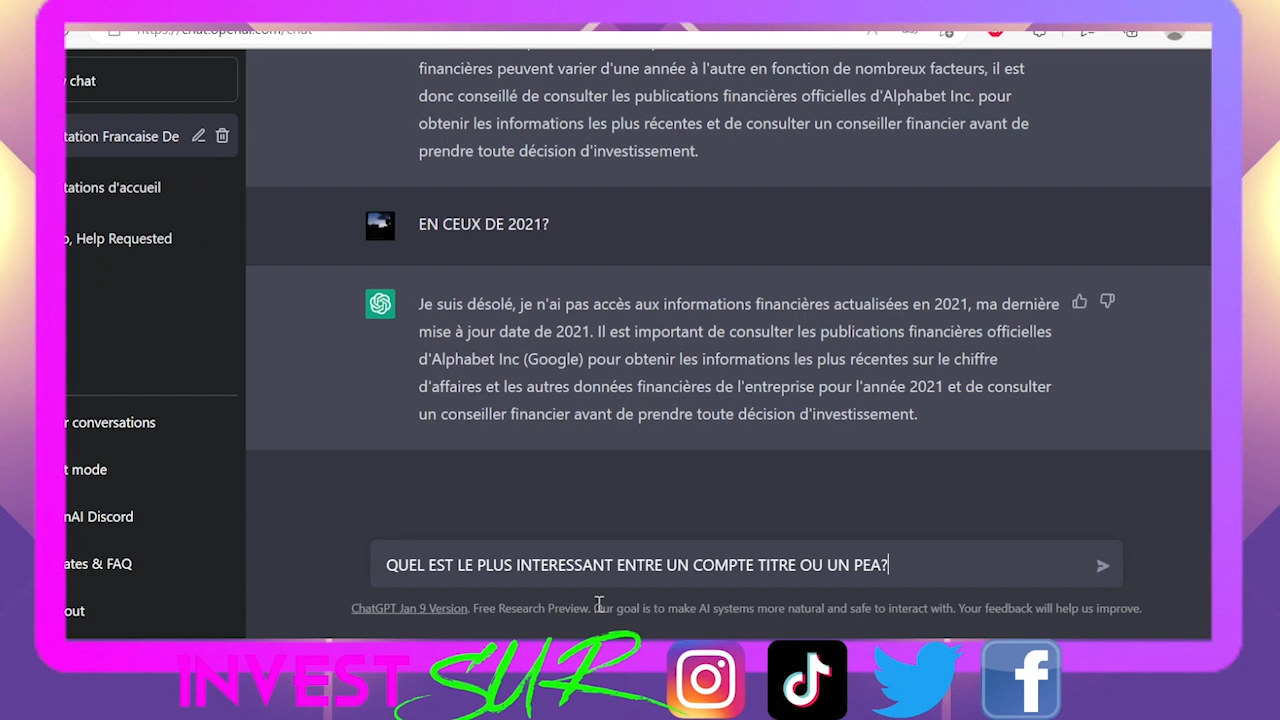 https://chat.openai.com/chat
financières peuvent varier d'une année à l'autre en fonction de nombreux facteurs, il est
donc conseillé de consulter les publications financières officielles d'Alphabet Inc. pour
obtenir les informations les plus récentes et de consulter un conseiller financier avant de
prendre toute décision d'investissement.
chat
tation Francaise De
tations d'accueil
, Help Requested
EN CEUX DE 2021?
Je suis désolé, je n'ai pas accès aux informations financières actualisées en 2021, ma dernière
mise à jour date de 2021. Il est important de consulter les publications financières officielles
d'Alphabet Inc (Google) pour obtenir les informations les plus récentes sur le chiffre
d'affaires et les autres données financières de l'entreprise pour l'année 2021 et de consulter
un conseiller financier avant de prendre toute décision d'investissement.
r conversations
t mode
nAI Discord
ates & FAQ
out
QUEL EST LE PLUS INTERESSANT ENTRE UN COMPTE TITRE OU UN PEA?
ChatGPT Jan 9 Version. Free Research Preview. Our goal is to make AI systems more natural and safe to interact with. Your feedback will help us improve.
INVEST SUR